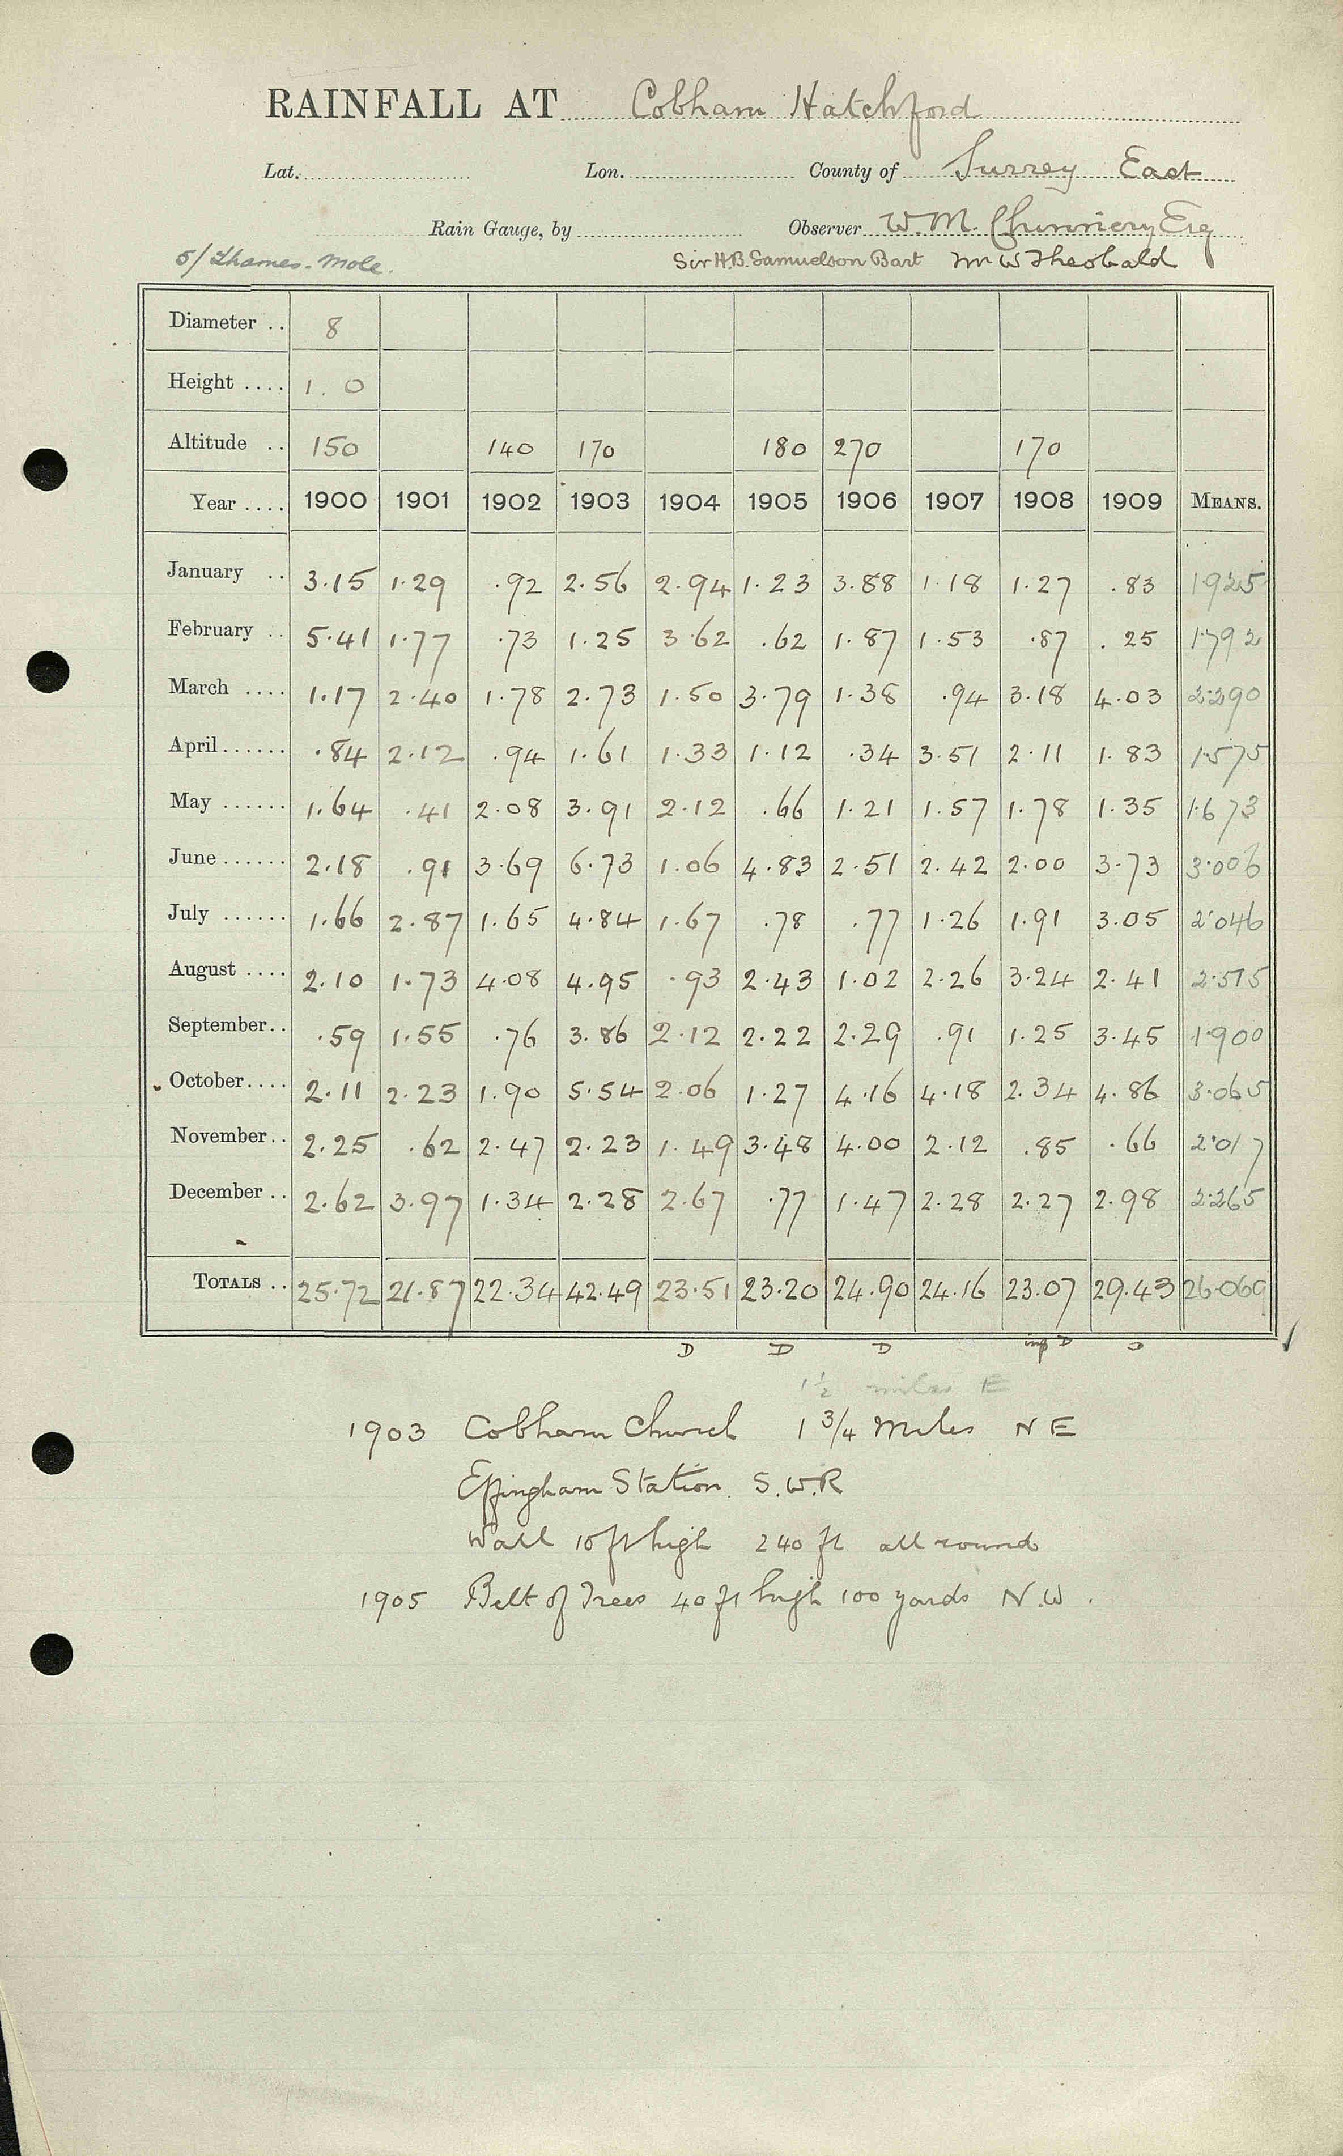 RAINFALL AT Cobham Hatchford
Lat. Lon. County of Surrey East
Rain Gauge, by Observer W. M. Chinnery Esq
5/ Thames-Mole. Sir H.B. Samuelson Bart Mr W Theobald
Diameter .. 8
Height .... 1. 0
Altitude .. 150 140 170 180 270 170
Year .... 1900 1901 1902 1903 1904 1905 1906 1907 1908 1909 MEANS.
January .. 3.15 1.29 .92 2.56 2.94 1.23 3.88 1.18 1.27 .83 1925
February .. 5.41 1.77 .73 1.25 3.62 .62 1.87 1.53 .87 .25 1.792
March .... 1.17 2.40 1.78 2.73 1.50 3.79 1.38 .94 3.18 4.03 2.290
April...... .84 2.12 .94 1.61 1.33 1.12 .34 3.51 2.11 1.83 1.575
May ...... 1.64 .41 2.08 3.91 2.12 .66 1.21 1.57 1.78 1.35 1.673
June ...... 2.18 .91 3.69 6.73 1.06 4.83 2.51 2.42 2.00 3.73 3.006
July ...... 1.66 2.87 1.65 4.84 1.67 .78 .77 1.26 1.91 3.05 2.046
August .... 2.10 1.73 4.08 4.95 .93 2.43 1.02 2.26 3.24 2.41 2.515
September.. .59 1.55 .76 3.86 2.12 2.22 2.29 .91 1.25 3.45 1.900
October.... 2.11 2.23 1.90 5.54 2.06 1.27 4.16 4.18 2.34 4.86 3.065
November.. 2.25 .62 2.47 2.23 1.49 3.48 4.00 2.12 .85 .66 2.017
December .. 2.62 3.97 1.34 2.28 2.67 .77 1.47 2.28 2.27 2.98 2.265
TOTALS .. 25.72 21.87 22.34 42.49 23.51 23.20 24.90 24.16 23.07 29.43 26.069
D D D imp D D
1½ miles E
1903 Cobham Church 1 3/4 Miles NE
Effingham Station. S.W.R
Wall 10 ft high 240 ft all round
1905 Belt of Trees 40 ft high 100 yards N.W.